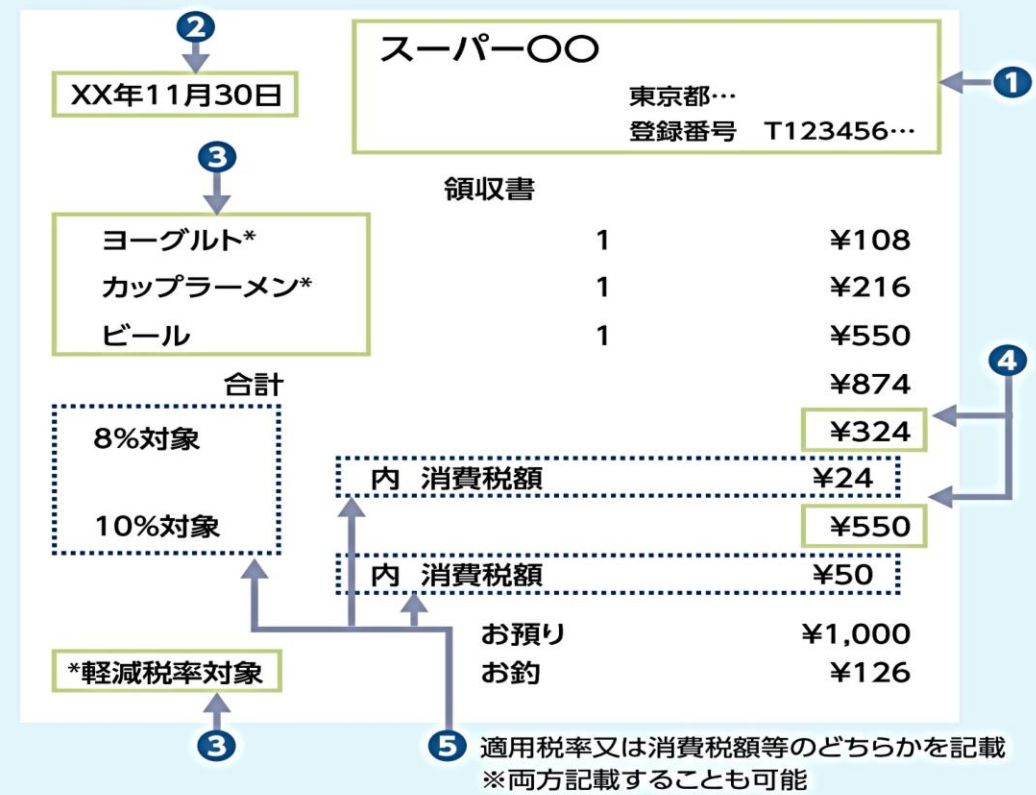 ❷
スーパー〇〇
XX年11月30日
東京都…
❶
登録番号 T123456…
❸
領収書
ヨーグルト* 1 ¥108
カップラーメン* 1 ¥216
ビール 1 ¥550
❹
合計 ¥874
8%対象 ¥324
内 消費税額 ¥24
10%対象 ¥550
内 消費税額 ¥50
お預り ¥1,000
*軽減税率対象 お釣 ¥126
❸
❺ 適用税率又は消費税額等のどちらかを記載
※両方記載することも可能